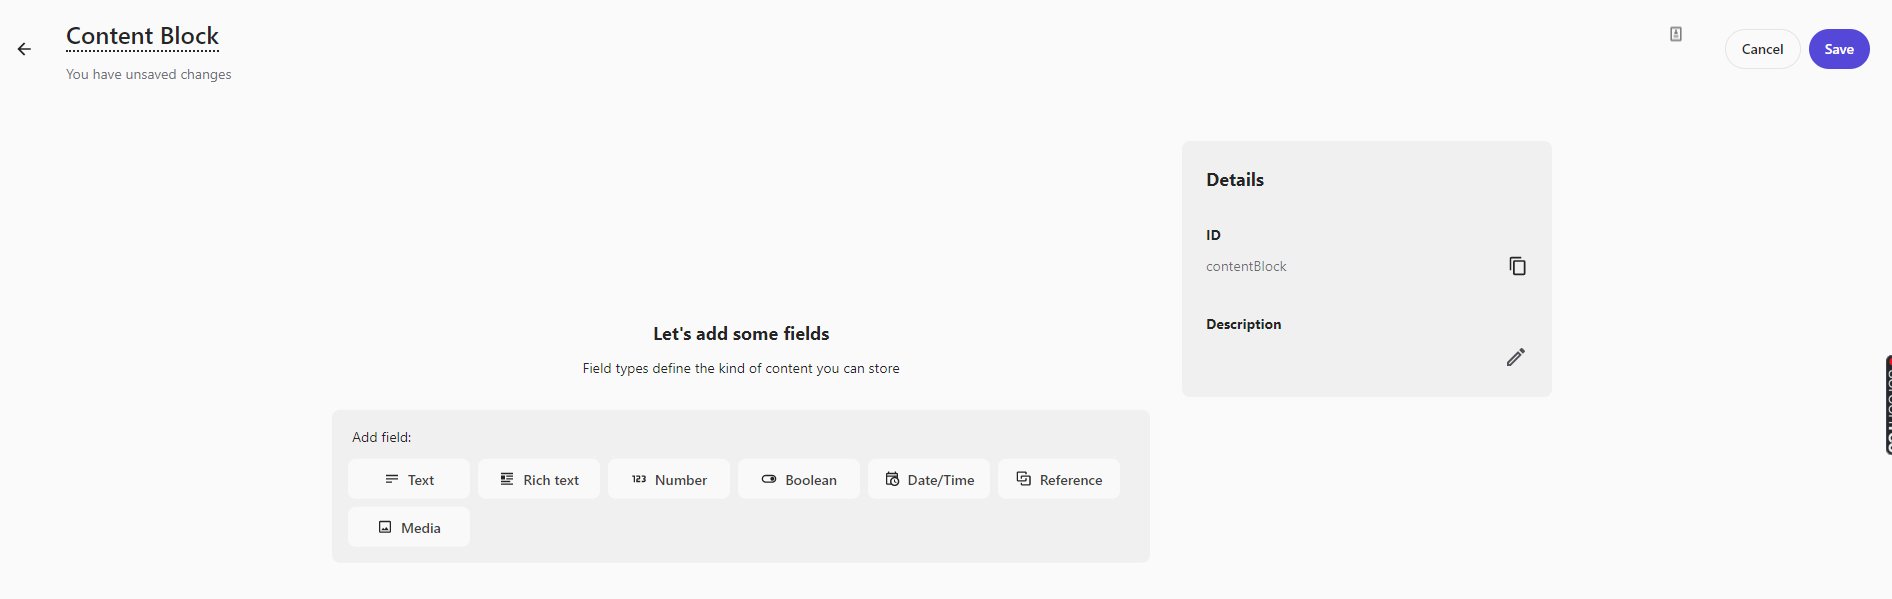 Content Block
You have unsaved changes
Cancel
Save
Details
ID
contentBlock
Description
Let's add some fields
Field types define the kind of content you can store
Add field:
Text
Rich text
123 Number
Boolean
Date/Time
Reference
Media